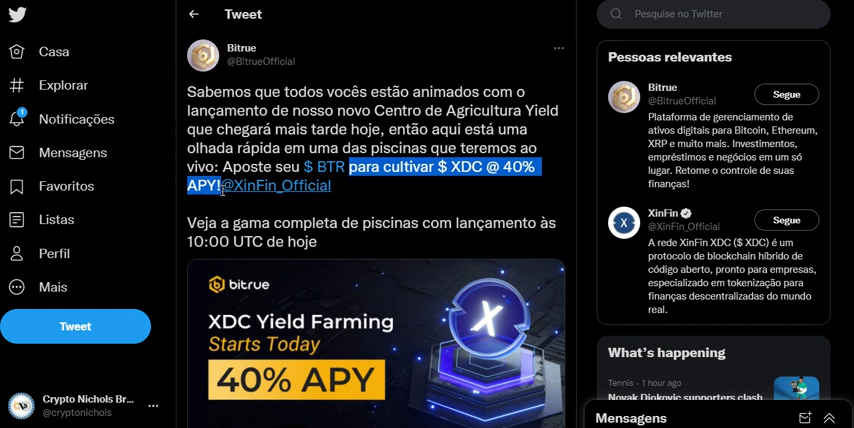 Casa
Explorar
1
Notificações
Mensagens
Favoritos
Listas
Perfil
Mais
Tweet
Crypto Nichols Br...
@cryptonichols
Tweet
Bitrue
@BitrueOfficial
Sabemos que todos vocês estão animados com o
lançamento de nosso novo Centro de Agricultura Yield
que chegará mais tarde hoje, então aqui está uma
olhada rápida em uma das piscinas que teremos ao
vivo: Aposte seu $ BTR para cultivar $ XDC @ 40%
APY!@XinFin_Official
Veja a gama completa de piscinas com lançamento às
10:00 UTC de hoje
bitrue
XDC Yield Farming
Starts Today
40% APY
X
Pesquise no Twitter
Pessoas relevantes
Bitrue
@BitrueOfficial
Segue
Plataforma de gerenciamento de
ativos digitais para Bitcoin, Ethereum,
XRP e muito mais. Investimentos,
empréstimos e negócios em um só
lugar. Retome o controle de suas
finanças!
X
XinFin
@XinFin_Official
Segue
A rede XinFin XDC ($ XDC) é um
protocolo de blockchain híbrido de
código aberto, pronto para empresas,
especializado em tokenização para
finanças descentralizadas do mundo
real.
What's happening
Tennis · 1 hour ago
Novak Djokovic supporters clash
Mensagens